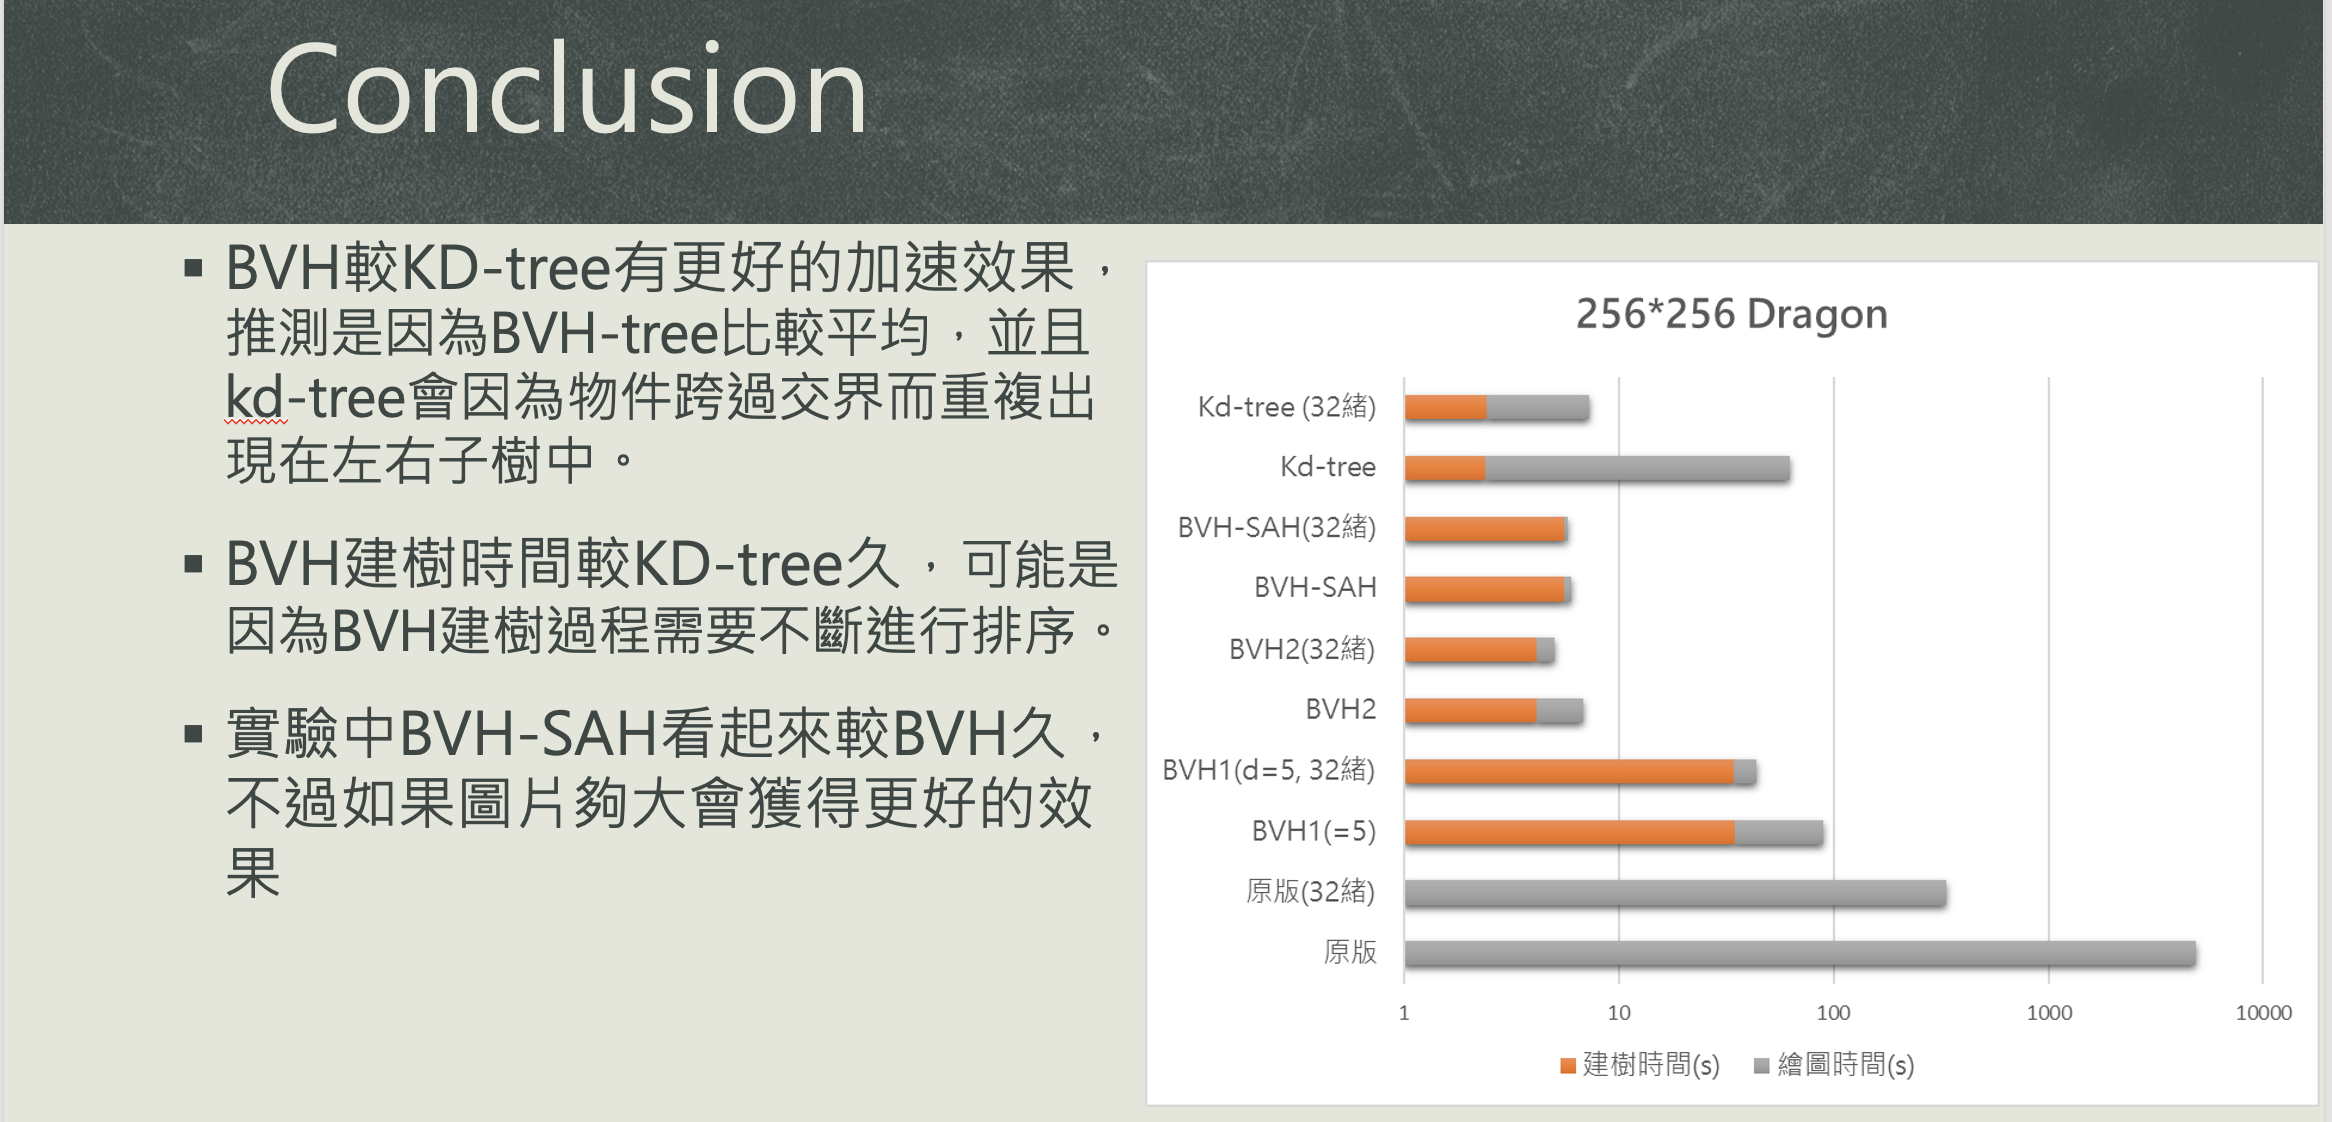 Conclusion
▪ BVH較KD-tree有更好的加速效果，
推測是因為BVH-tree比較平均，並且
kd-tree會因為物件跨過交界而重複出
現在左右子樹中。
▪ BVH建樹時間較KD-tree久，可能是
因為BVH建樹過程需要不斷進行排序。
▪ 實驗中BVH-SAH看起來較BVH久，
不過如果圖片夠大會獲得更好的效
果
256*256 Dragon
Kd-tree (32緒)
Kd-tree
BVH-SAH(32緒)
BVH-SAH
BVH2(32緒)
BVH2
BVH1(d=5, 32緒)
BVH1(=5)
原版(32緒)
原版
1 10 100 1000 10000
建樹時間(s) 繪圖時間(s)